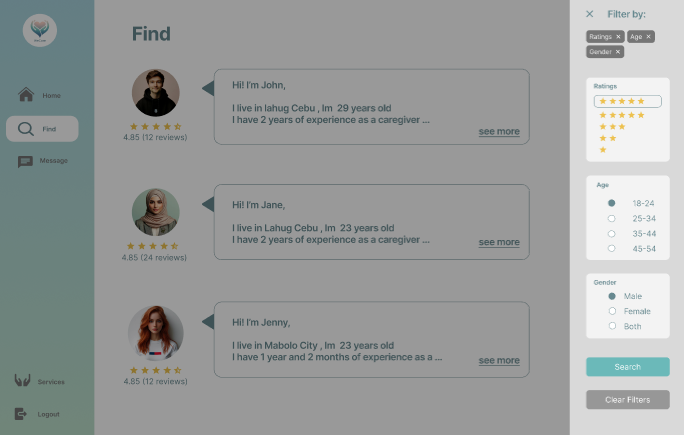 Home
Find
Message
Services
Logout
Find
4.85 (12 reviews)
Hi! I'm John,
I live in lahug Cebu , Im 29 years old
I have 2 years of experience as a caregiver ...
see more
4.85 (24 reviews)
Hi! I'm Jane,
I live in Lahug Cebu , Im 23 years old
I have 2 years of experience as a caregiver ...
see more
4.85 (12 reviews)
Hi! I'm Jenny,
I live in Mabolo City , Im 23 years old
I have 1 year and 2 months of experience as a ...
see more
Filter by:
Ratings ×
Age ×
Gender ×
Ratings
Age
18-24
25-34
35-44
45-54
Gender
Male
Female
Both
Search
Clear Filters